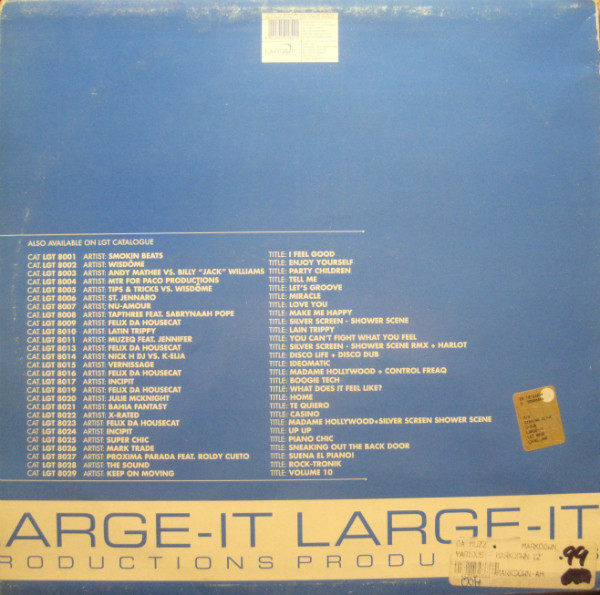 ALSO AVAILABLE ON LGT CATALOGUE
CAT. LGT 8001 ARTIST: SMOKIN BEATS TITLE: I FEEL GOOD
CAT. LGT 8002 ARTIST: WISDÔME TITLE: ENJOY YOURSELF
CAT. LGT 8003 ARTIST: ANDY MATHEE VS. BILLY "JACK" WILLIAMS TITLE: PARTY CHILDREN
CAT. LGT 8004 ARTIST: MTR FOR PACO PRODUCTIONS TITLE: TELL ME
CAT. LGT 8005 ARTIST: TIPS & TRICKS VS. WISDÔME TITLE: LET'S GROOVE
CAT. LGT 8006 ARTIST: ST. JENNARO TITLE: MIRACLE
CAT. LGT 8007 ARTIST: NU-AMOUR TITLE: LOVE YOU
CAT. LGT 8008 ARTIST: TAPTHREE FEAT. SABRYNAAH POPE TITLE: MAKE ME HAPPY
CAT. LGT 8009 ARTIST: FELIX DA HOUSECAT TITLE: SILVER SCREEN - SHOWER SCENE
CAT. LGT 8010 ARTIST: LATIN TRIPPY TITLE: LAIN TRIPPY
CAT. LGT 8011 ARTIST: MUZEQ FEAT. JENNIFER TITLE: YOU CAN'T FIGHT WHAT YOU FEEL
CAT. LGT 8013 ARTIST: FELIX DA HOUSECAT TITLE: SILVER SCREEN - SHOWER SCENE RMX + HARLOT
CAT. LGT 8014 ARTIST: NICK H DJ VS. K-ELIA TITLE: DISCO LIFE + DISCO DUB
CAT. LGT 8015 ARTIST: VERNISSAGE TITLE: IDEOMATIC
CAT. LGT 8016 ARTIST: FELIX DA HOUSECAT TITLE: MADAME HOLLYWOOD + CONTROL FREAQ
CAT. LGT 8017 ARTIST: INCIPIT TITLE: BOOGIE TECH
CAT. LGT 8019 ARTIST: FELIX DA HOUSECAT TITLE: WHAT DOES IT FEEL LIKE?
CAT. LGT 8020 ARTIST: JULIE MCKNIGHT TITLE: HOME
CAT. LGT 8021 ARTIST: BAHIA FANTASY TITLE: TE QUIERO
CAT. LGT 8022 ARTIST: X-RATED TITLE: CASINO
CAT. LGT 8023 ARTIST: FELIX DA HOUSECAT TITLE: MADAME HOLLYWOOD+SILVER SCREEN SHOWER SCENE
CAT. LGT 8024 ARTIST: INCIPIT TITLE: UP UP
CAT. LGT 8025 ARTIST: SUPER CHIC TITLE: PIANO CHIC
CAT. LGT 8026 ARTIST: MARK TRADE TITLE: SNEAKING OUT THE BACK DOOR
CAT. LGT 8027 ARTIST: PROXIMA PARADA FEAT. ROLDY CUETO TITLE: SUENA EL PIANO!
CAT. LGT 8028 ARTIST: THE SOUND TITLE: ROCK-TRONIK
CAT LGT 8029 ARTIST: KEEP ON MOVING TITLE: VOLUME 10
ARGE-IT LARGE-IT
RODUCTIONS PRODU
MARKDOWN
MARKDOWN 12
MARKDOWN-AM
.99